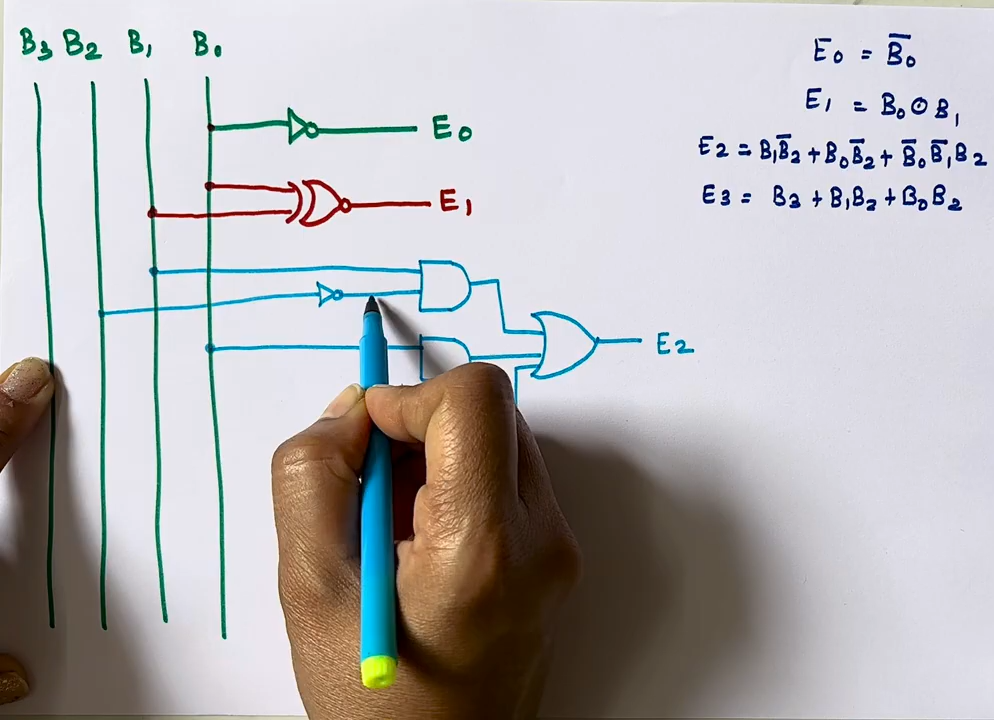 B₃ B₂ B₁ B₀
E₀
E₁
E₂
E₀ = B̅₀
E₁ = B₀ ⊙ B₁
E₂ = B₁B̅₂ + B₀B̅₂ + B̅₀B̅₁B₂
E₃ = B₃ + B₁B₂ + B₀B₂